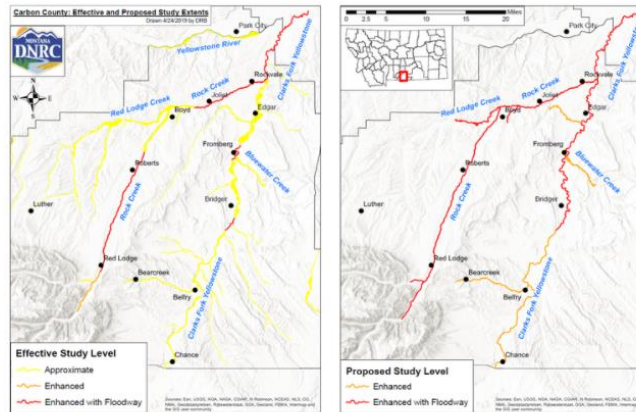 Carbon County: Effective and Proposed Study Extents
Drawn 4/24/2019 by DRB
MONTANA
DNRC
N
W
E
S
Park City
Yellowstone River
Clarks Fork Yellowstone
Rockvale
Rock Creek
Joliet
Red Lodge Creek
Boyd
Edgar
Fromberg
Bluewater Creek
Roberts
Rock Creek
Luther
Bridger
Red Lodge
Bearcreek
Belfry
Clarks Fork Yellowstone
Chance
Effective Study Level
Approximate
Enhanced
Enhanced with Floodway
0 2.5 5 10 15 20
Miles
Park City
Rockvale
Rock Creek
Joliet
Red Lodge Creek
Boyd
Edgar
Clarks Fork Yellowstone
Fromberg
Bluewater Creek
Roberts
Rock Creek
Luther
Bridger
Red Lodge
Bearcreek
Belfry
Clarks Fork Yellowstone
Chance
Proposed Study Level
Enhanced
Enhanced with Floodway